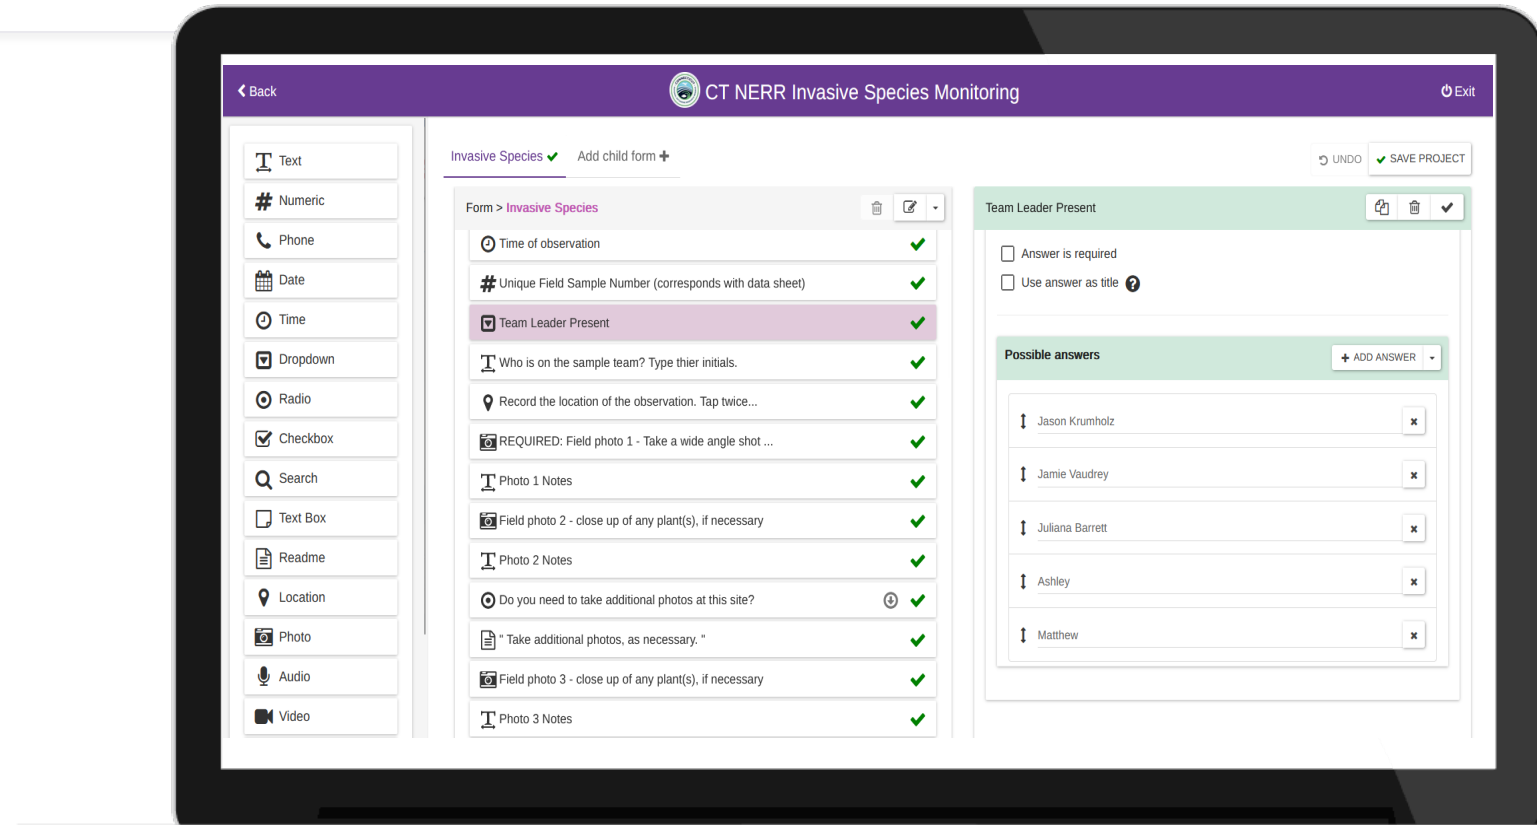 Back
CT NERR Invasive Species Monitoring
Exit
Text
Numeric
Phone
Date
Time
Dropdown
Radio
Checkbox
Search
Text Box
Readme
Location
Photo
Audio
Video
Invasive Species
Add child form
UNDO
SAVE PROJECT
Form > Invasive Species
Time of observation
Unique Field Sample Number (corresponds with data sheet)
Team Leader Present
Who is on the sample team? Type thier initials.
Record the location of the observation. Tap twice...
REQUIRED: Field photo 1 - Take a wide angle shot ...
Photo 1 Notes
Field photo 2 - close up of any plant(s), if necessary
Photo 2 Notes
Do you need to take additional photos at this site?
" Take additional photos, as necessary. "
Field photo 3 - close up of any plant(s), if necessary
Photo 3 Notes
Team Leader Present
Answer is required
Use answer as title
Possible answers
ADD ANSWER
Jason Krumholz
Jamie Vaudrey
Juliana Barrett
Ashley
Matthew